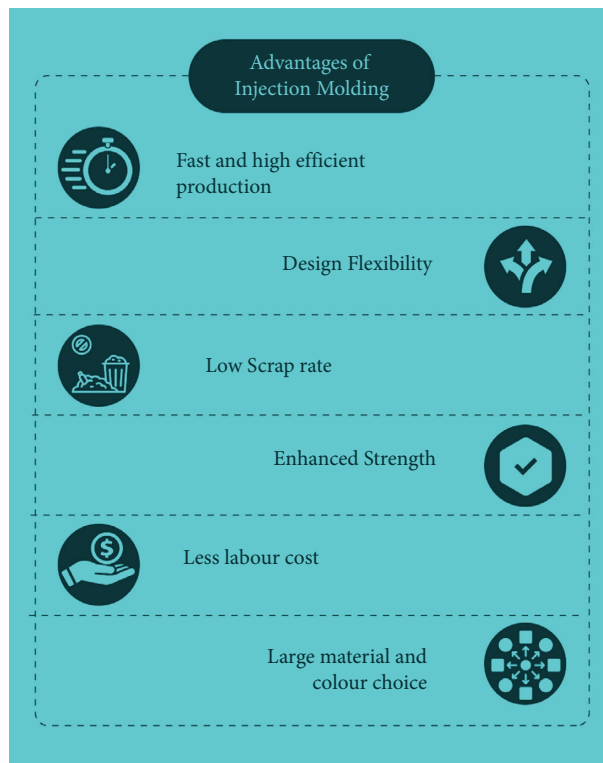 Advantages of
Injection Molding
Fast and high efficient
production
Design Flexibility
Low Scrap rate
Enhanced Strength
$
Less labour cost
Large material and
colour choice